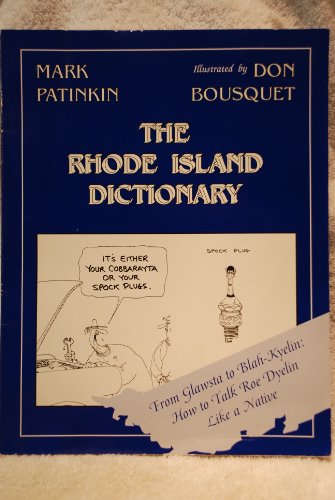 MARK
PATINKIN
Illustrated by DON
BOUSQUET
THE
RHODE ISLAND
DICTIONARY
IT'S EITHER
YOUR COBBARAYTA
OR YOUR
SPOCK PLUGS.
SPOCK PLUG
From Glawsta to Blah-Kyelin:
How to Talk Roe Dyelin
Like a Native